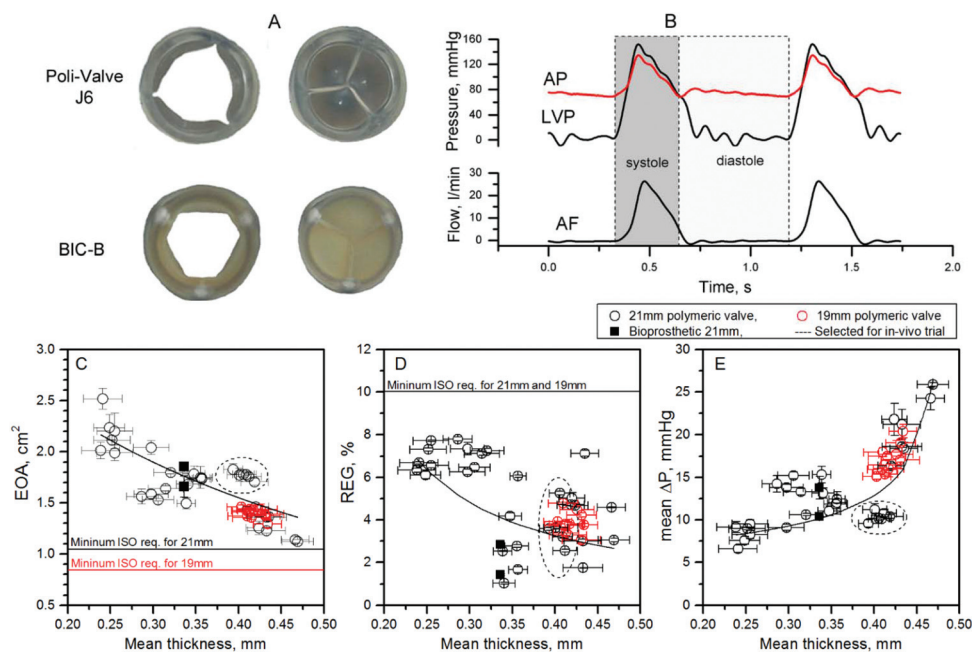 A
Poli-Valve
J6
BIC-B
B
Pressure, mmHg
160
120
80
40
0
AP
LVP
systole
diastole
Flow, l/min
30
20
10
0
AF
0.0
0.5
1.0
1.5
2.0
Time, s
21mm polymeric valve,
19mm polymeric valve
Bioprosthetic 21mm,
Selected for in-vivo trial
C
EOA, cm²
3.0
2.5
2.0
1.5
1.0
0.5
Mininum ISO req. for 21mm
Mininum ISO req. for 19mm
0.20 0.25 0.30 0.35 0.40 0.45 0.50
Mean thickness, mm
D
REG, %
12
10
8
6
4
2
0
Mininum ISO req. for 21mm and 19mm
0.20 0.25 0.30 0.35 0.40 0.45 0.50
Mean thickness, mm
E
mean ΔP, mmHg
30
25
20
15
10
5
0
0.20 0.25 0.30 0.35 0.40 0.45 0.50
Mean thickness, mm